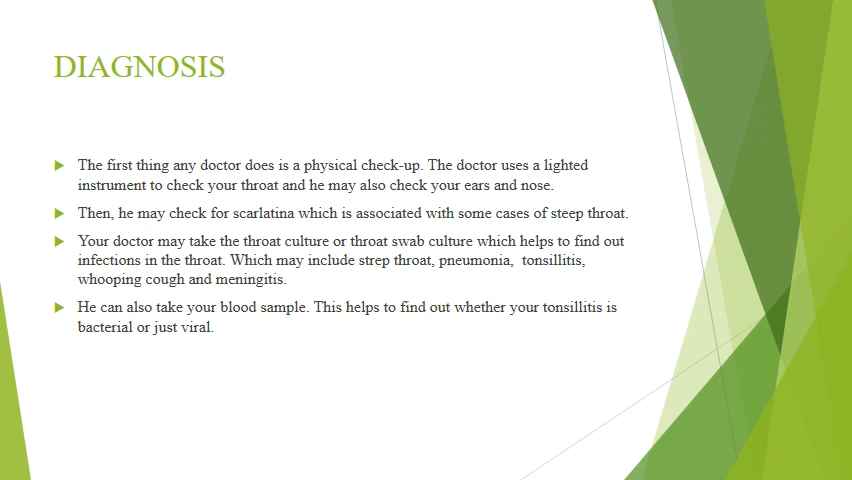 DIAGNOSIS
The first thing any doctor does is a physical check-up. The doctor uses a lighted
instrument to check your throat and he may also check your ears and nose.
Then, he may check for scarlatina which is associated with some cases of steep throat.
Your doctor may take the throat culture or throat swab culture which helps to find out
infections in the throat. Which may include strep throat, pneumonia,  tonsillitis,
whooping cough and meningitis.
He can also take your blood sample. This helps to find out whether your tonsillitis is
bacterial or just viral.